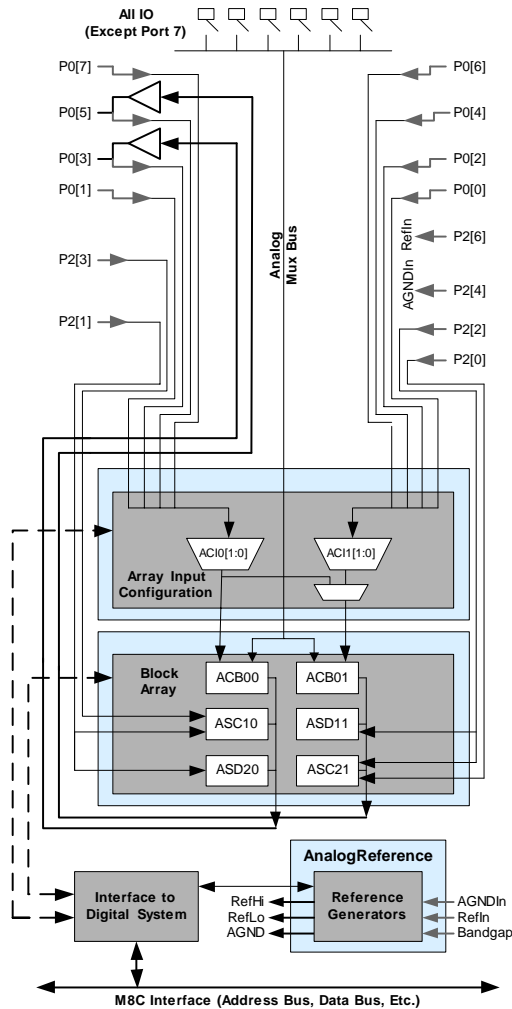 All IO
(Except Port 7)
P0[7]
P0[6]
P0[5]
P0[4]
P0[3]
P0[2]
P0[1]
P0[0]
Analog
Mux Bus
AGNDIn RefIn
P2[6]
P2[3]
P2[4]
P2[1]
P2[2]
P2[0]
ACI0[1:0]
ACI1[1:0]
Array Input
Configuration
Block
Array
ACB00
ACB01
ASC10
ASD11
ASD20
ASC21
AnalogReference
Interface to
Digital System
RefHi
RefLo
AGND
Reference
Generators
AGNDIn
RefIn
Bandgap
M8C Interface (Address Bus, Data Bus, Etc.)